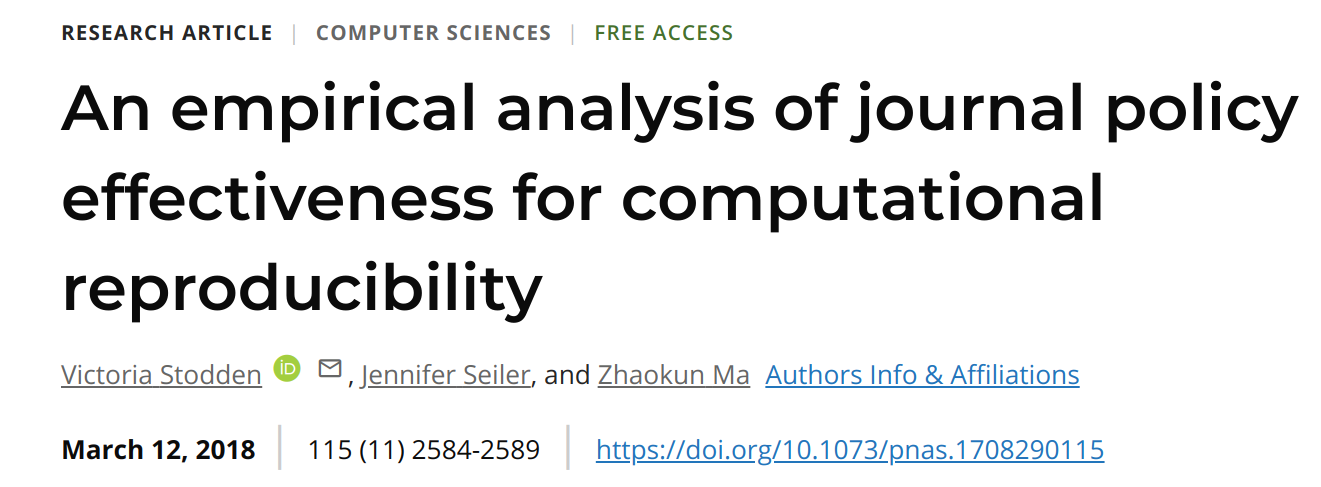 RESEARCH ARTICLE | COMPUTER SCIENCES | FREE ACCESS
An empirical analysis of journal policy
effectiveness for computational
reproducibility
Victoria Stodden iD , Jennifer Seiler, and Zhaokun Ma Authors Info & Affiliations
March 12, 2018 | 115 (11) 2584-2589 | https://doi.org/10.1073/pnas.1708290115